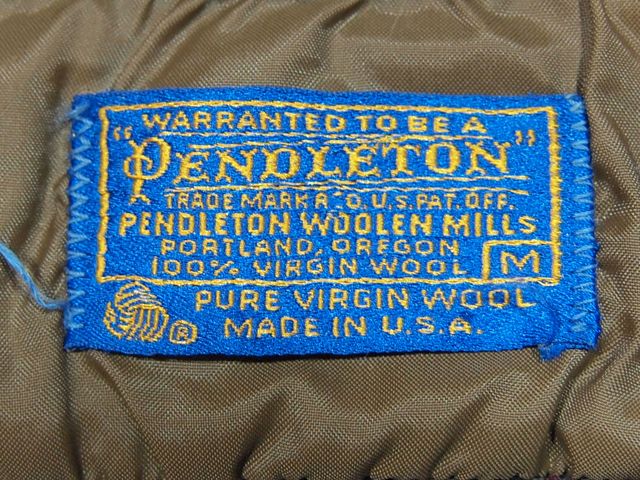 WARRANTED TO BE A
"PENDLETON"
TRADE MARK R G.U.S. PAT. OFF.
PENDLETON WOOLEN MILLS
PORTLAND, OREGON
100% VIRGIN WOOL M
® PURE VIRGIN WOOL
MADE IN U.S.A.